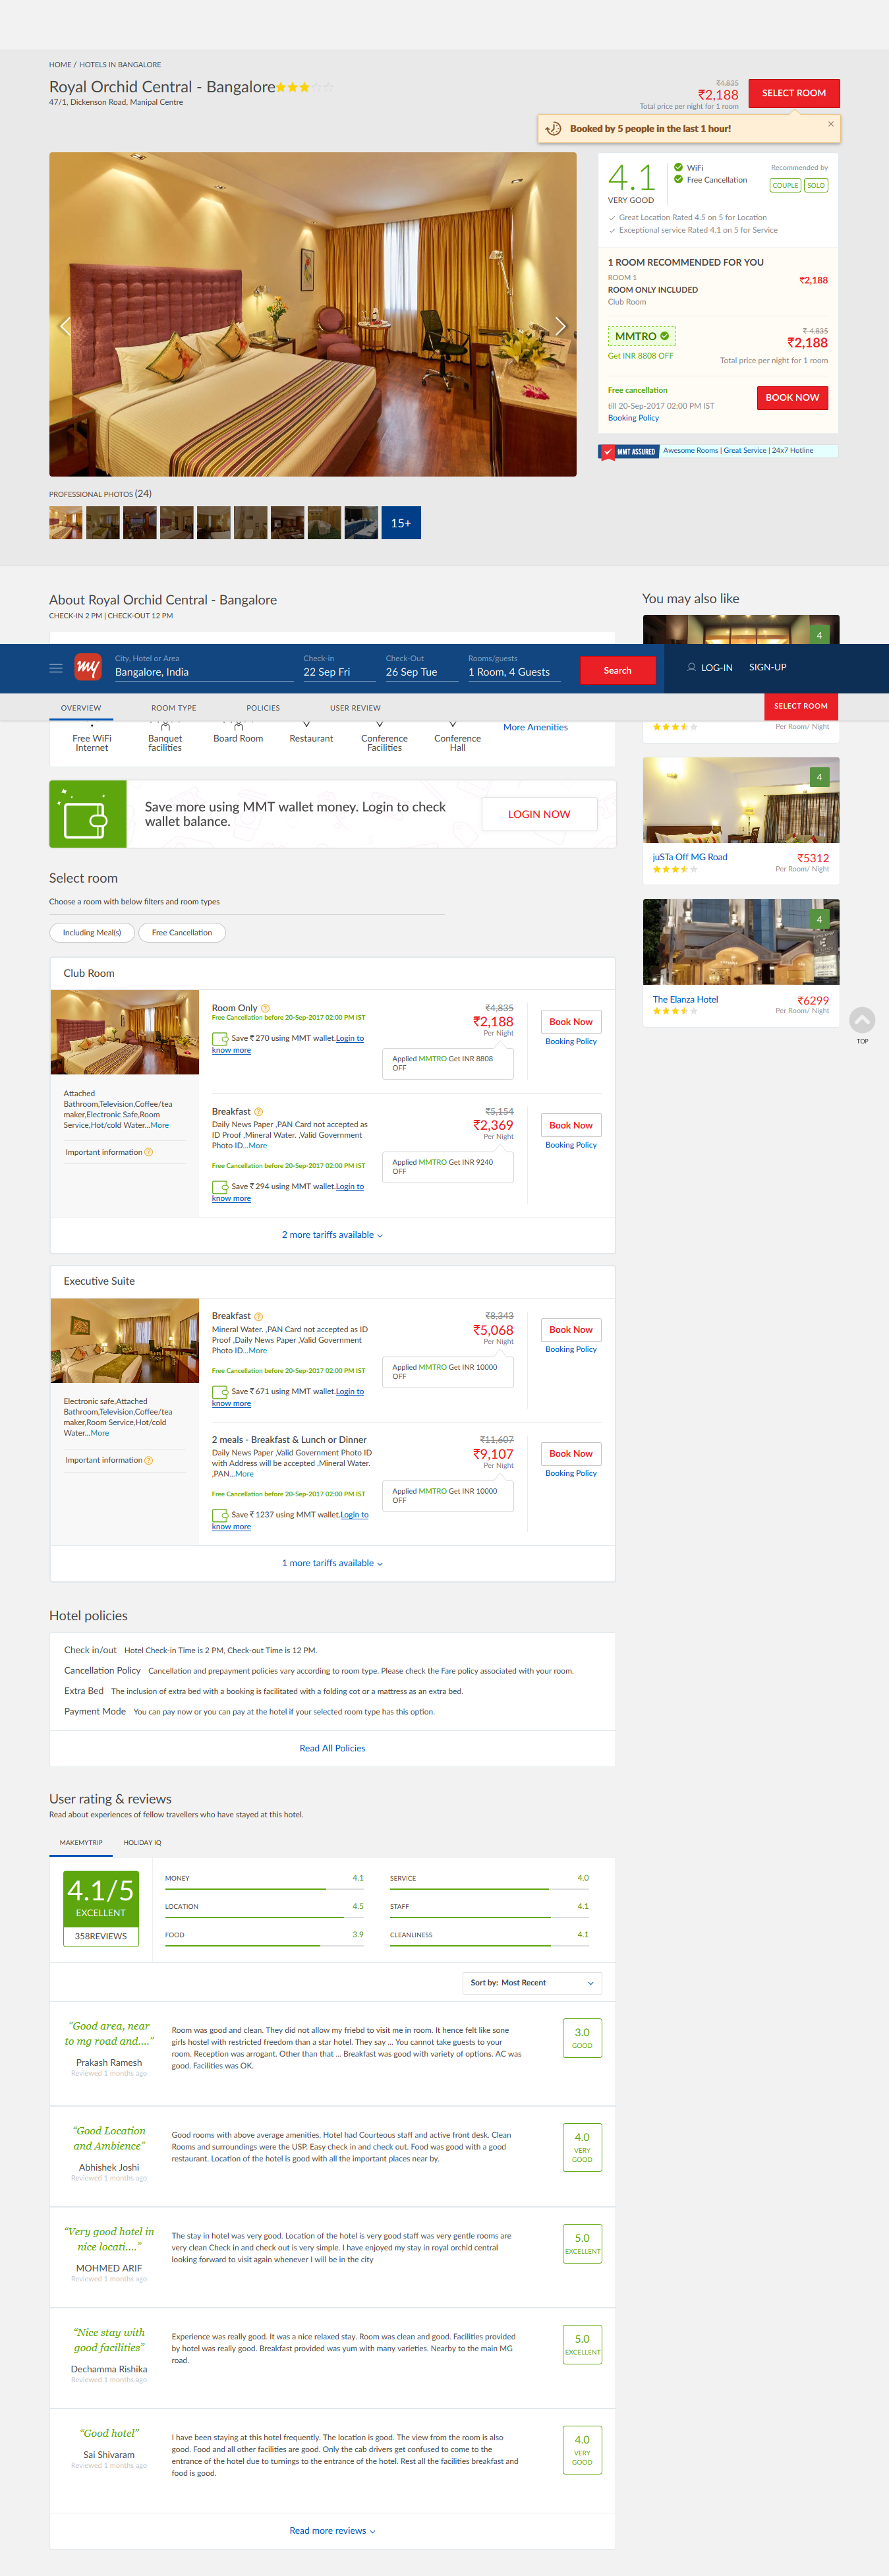 HOME / HOTELS IN BANGALORE
Royal Orchid Central - Bangalore
47/1, Dickenson Road, Manipal Centre
₹4,835
₹2,188
Total price per night for 1 room
SELECT ROOM
Booked by 5 people in the last 1 hour!
4.1
VERY GOOD
WiFi
Free Cancellation
Recommended by
COUPLE SOLO
Great Location Rated 4.5 on 5 for Location
Exceptional service Rated 4.1 on 5 for Service
1 ROOM RECOMMENDED FOR YOU
ROOM 1
₹2,188
ROOM ONLY INCLUDED
Club Room
MMTRO
Get INR 8808 OFF
₹ 4,835
₹2,188
Total price per night for 1 room
Free cancellation
till 20-Sep-2017 02:00 PM IST
Booking Policy
BOOK NOW
MMT ASSURED Awesome Rooms | Great Service | 24x7 Hotline
PROFESSIONAL PHOTOS (24)
15+
About Royal Orchid Central - Bangalore
CHECK-IN 2 PM | CHECK-OUT 12 PM
You may also like
4
my
City, Hotel or Area
Bangalore, India
Check-in
22 Sep Fri
Check-Out
26 Sep Tue
Rooms/guests
1 Room, 4 Guests
Search
LOG-IN SIGN-UP
OVERVIEW ROOM TYPE POLICIES USER REVIEW
SELECT ROOM
Per Room/ Night
Free WiFi
Internet
Banquet
facilities
Board Room
Restaurant
Conference
Facilities
Conference
Hall
More Amenities
Save more using MMT wallet money. Login to check
wallet balance.
LOGIN NOW
4
juSTa Off MG Road
₹5312
Per Room/ Night
4
The Elanza Hotel
₹6299
Per Room/ Night
TOP
Select room
Choose a room with below filters and room types
Including Meal(s) Free Cancellation
Club Room
Room Only
Free Cancellation before 20-Sep-2017 02:00 PM IST
Save ₹ 270 using MMT wallet.Login to
know more
₹4,835
₹2,188
Per Night
Applied MMTRO Get INR 8808
OFF
Book Now
Booking Policy
Attached
Bathroom,Television,Coffee/tea
maker,Electronic Safe,Room
Service,Hot/cold Water...More
Important information
Breakfast
Daily News Paper ,PAN Card not accepted as
ID Proof ,Mineral Water. ,Valid Government
Photo ID...More
Free Cancellation before 20-Sep-2017 02:00 PM IST
Save ₹ 294 using MMT wallet.Login to
know more
₹5,154
₹2,369
Per Night
Applied MMTRO Get INR 9240
OFF
Book Now
Booking Policy
2 more tariffs available
Executive Suite
Breakfast
Mineral Water. ,PAN Card not accepted as ID
Proof ,Daily News Paper ,Valid Government
Photo ID...More
Free Cancellation before 20-Sep-2017 02:00 PM IST
Save ₹ 671 using MMT wallet.Login to
know more
₹8,343
₹5,068
Per Night
Applied MMTRO Get INR 10000
OFF
Book Now
Booking Policy
Electronic safe,Attached
Bathroom,Television,Coffee/tea
maker,Room Service,Hot/cold
Water...More
Important information
2 meals - Breakfast & Lunch or Dinner
Daily News Paper ,Valid Government Photo ID
with Address will be accepted ,Mineral Water.
,PAN...More
Free Cancellation before 20-Sep-2017 02:00 PM IST
Save ₹ 1237 using MMT wallet.Login to
know more
₹11,607
₹9,107
Per Night
Applied MMTRO Get INR 10000
OFF
Book Now
Booking Policy
1 more tariffs available
Hotel policies
Check in/out Hotel Check-in Time is 2 PM, Check-out Time is 12 PM.
Cancellation Policy Cancellation and prepayment policies vary according to room type. Please check the Fare policy associated with your room.
Extra Bed The inclusion of extra bed with a booking is facilitated with a folding cot or a mattress as an extra bed.
Payment Mode You can pay now or you can pay at the hotel if your selected room type has this option.
Read All Policies
User rating & reviews
Read about experiences of fellow travellers who have stayed at this hotel.
MAKEMYTRIP HOLIDAY IQ
4.1/5
EXCELLENT
358REVIEWS
MONEY 4.1
SERVICE 4.0
LOCATION 4.5
STAFF 4.1
FOOD 3.9
CLEANLINESS 4.1
Sort by: Most Recent
“Good area, near
to mg road and....”
Prakash Ramesh
Reviewed 1 months ago
Room was good and clean. They did not allow my friebd to visit me in room. It hence felt like sone
girls hostel with restricted freedom than a star hotel. They say ... You cannot take guests to your
room. Reception was arrogant. Other than that ... Breakfast was good with variety of options. AC was
good. Facilities was OK.
3.0
GOOD
“Good Location
and Ambience”
Abhishek Joshi
Reviewed 1 months ago
Good rooms with above average amenities. Hotel had Courteous staff and active front desk. Clean
Rooms and surroundings were the USP. Easy check in and check out. Food was good with a good
restaurant. Location of the hotel is good with all the important places near by.
4.0
VERY
GOOD
“Very good hotel in
nice locati....”
MOHMED ARIF
Reviewed 1 months ago
The stay in hotel was very good. Location of the hotel is very good staff was very gentle rooms are
very clean Check in and check out is very simple. I have enjoyed my stay in royal orchid central
looking forward to visit again whenever I will be in the city
5.0
EXCELLENT
“Nice stay with
good facilities”
Dechamma Rishika
Reviewed 1 months ago
Experience was really good. It was a nice relaxed stay. Room was clean and good. Facilities provided
by hotel was really good. Breakfast provided was yum with many varieties. Nearby to the main MG
road.
5.0
EXCELLENT
“Good hotel”
Sai Shivaram
Reviewed 1 months ago
I have been staying at this hotel frequently. The location is good. The view from the room is also
good. Food and all other facilities are good. Only the cab drivers get confused to come to the
entrance of the hotel due to turnings to the entrance of the hotel. Rest all the facilities breakfast and
food is good.
4.0
VERY
GOOD
Read more reviews